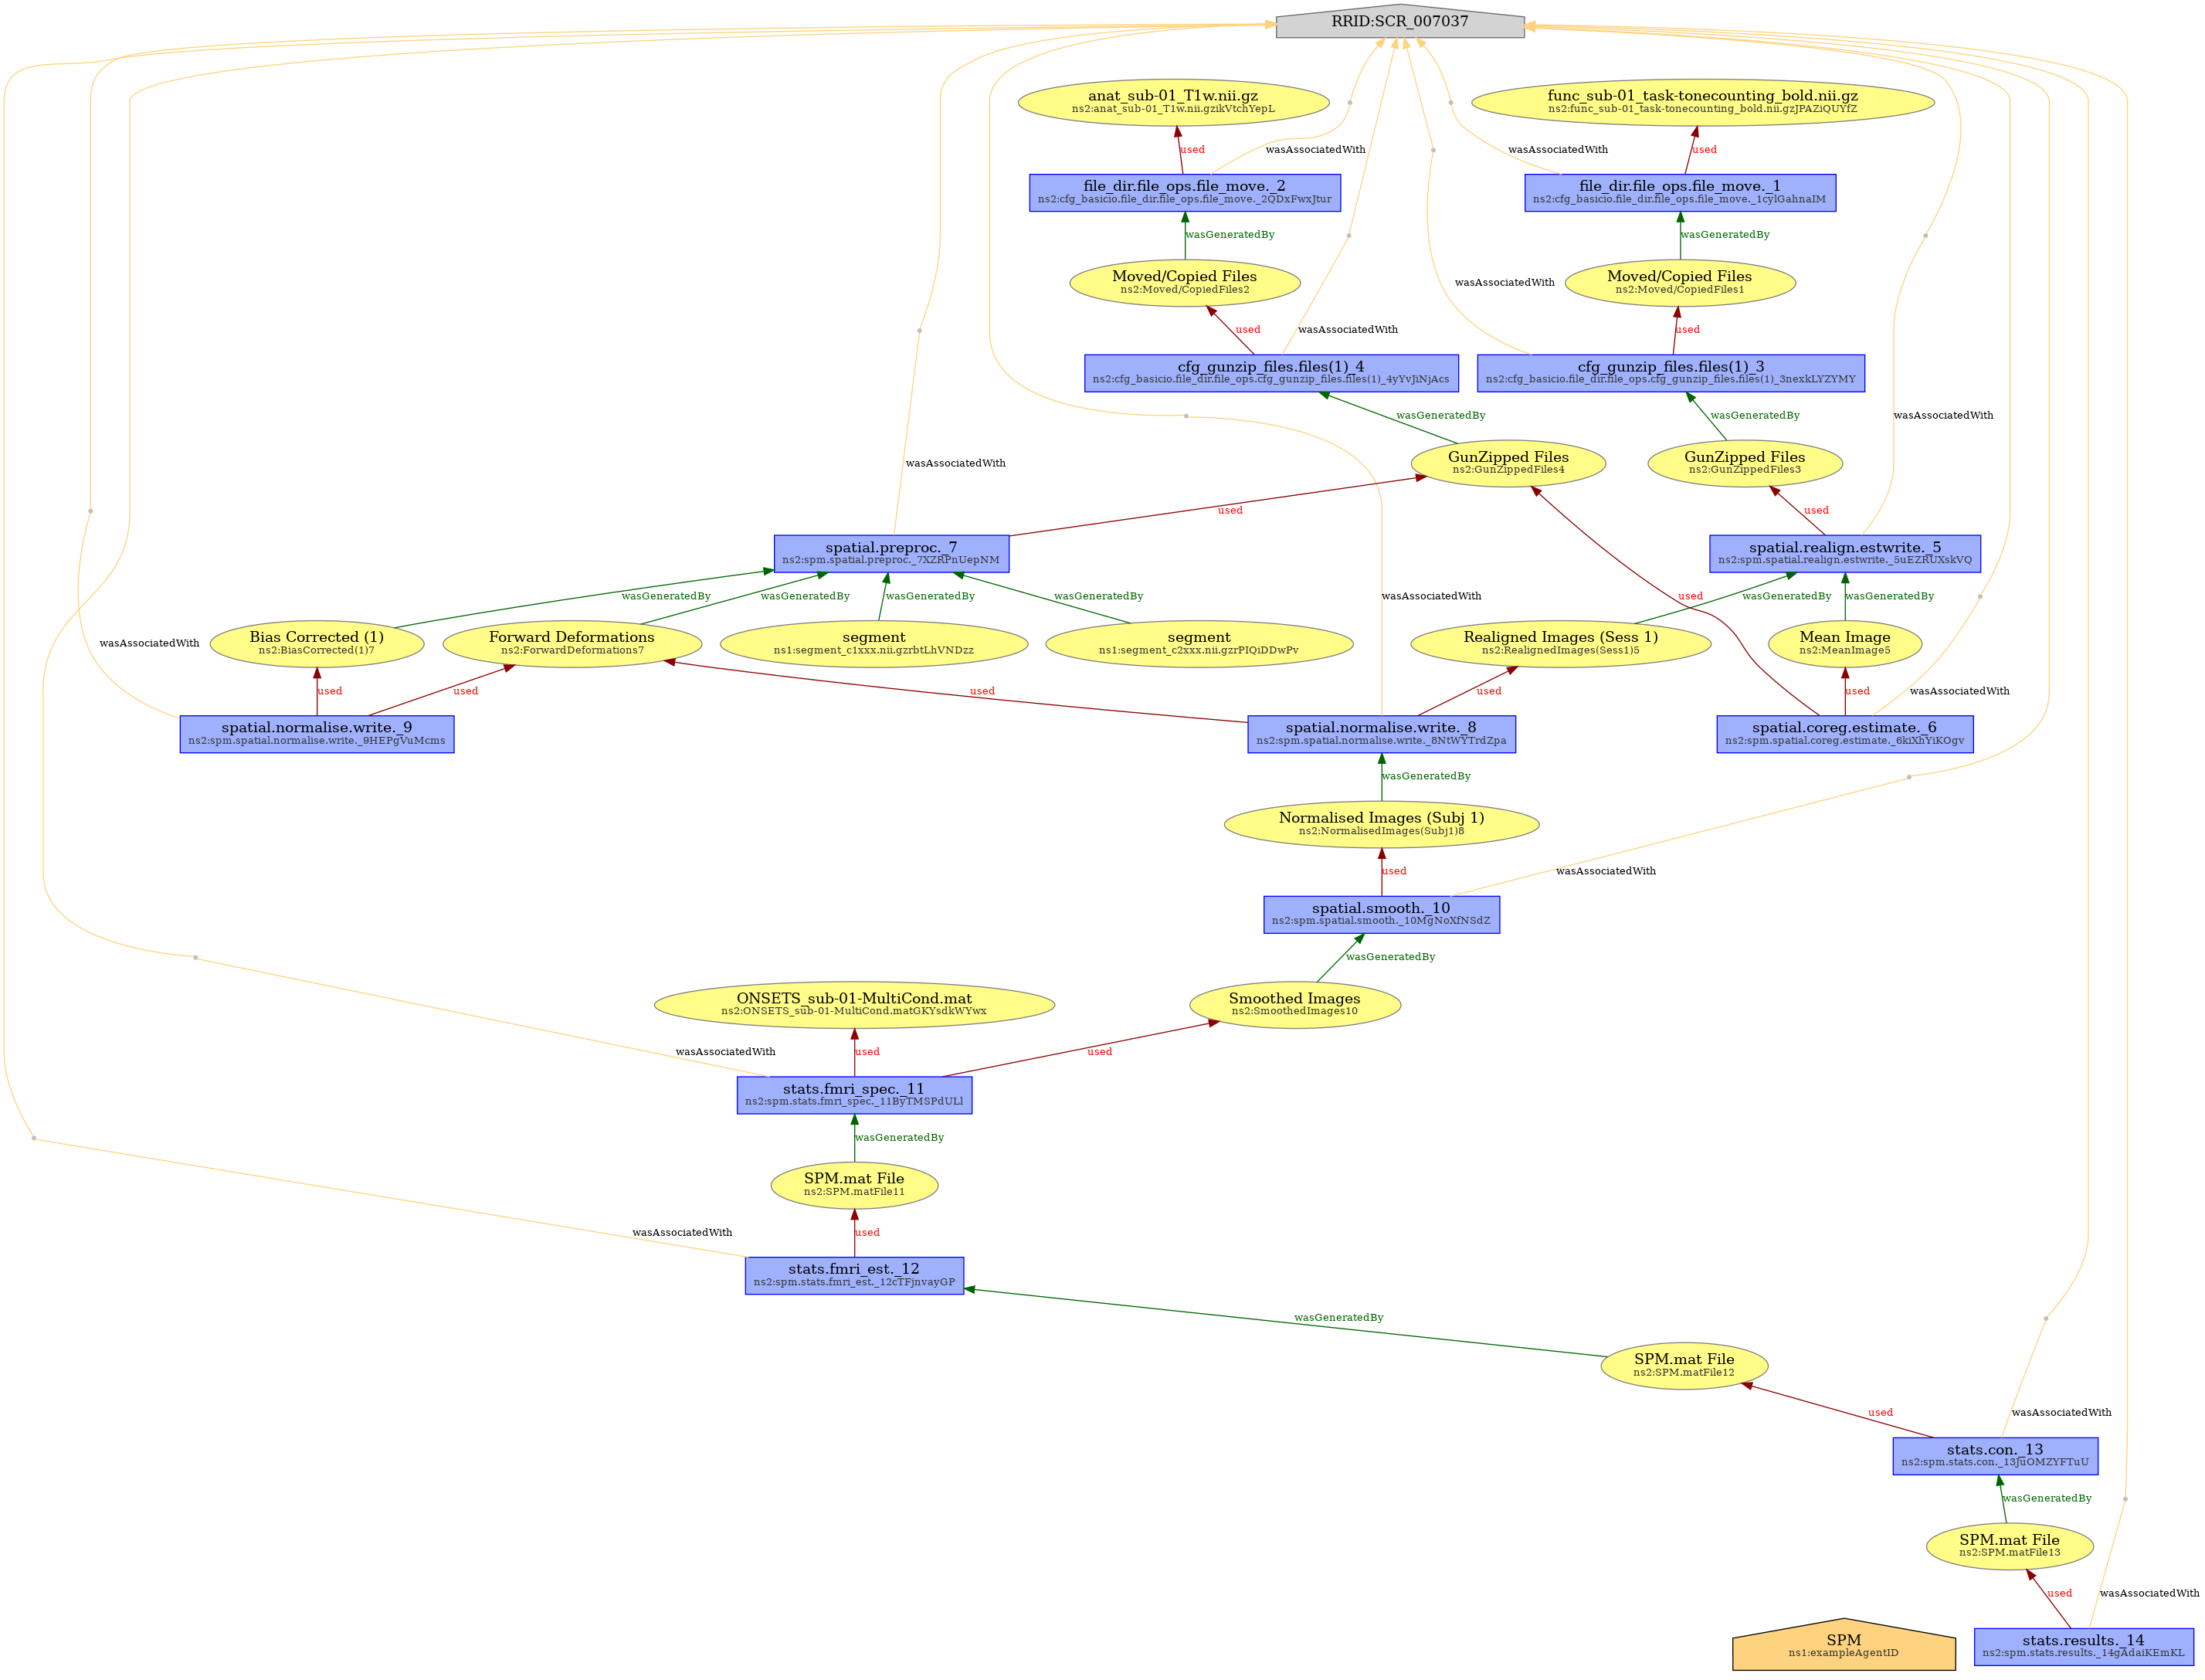 RRID:SCR_007037
anat_sub-01_T1w.nii.gz
ns2:anat_sub-01_T1w.nii.gzikVtchYepL
func_sub-01_task-tonecounting_bold.nii.gz
ns2:func_sub-01_task-tonecounting_bold.nii.gzJPAZiQUYfZ
used
wasAssociatedWith
wasAssociatedWith
used
file_dir.file_ops.file_move._2
ns2:cfg_basicio.file_dir.file_ops.file_move._2QDxFwxJtur
file_dir.file_ops.file_move._1
ns2:cfg_basicio.file_dir.file_ops.file_move._1cylGahnaIM
wasGeneratedBy
wasGeneratedBy
Moved/Copied Files
ns2:Moved/CopiedFiles2
Moved/Copied Files
ns2:Moved/CopiedFiles1
used
wasAssociatedWith
wasAssociatedWith
used
cfg_gunzip_files.files(1)_4
ns2:cfg_basicio.file_dir.file_ops.cfg_gunzip_files.files(1)_4yYvJiNjAcs
cfg_gunzip_files.files(1)_3
ns2:cfg_basicio.file_dir.file_ops.cfg_gunzip_files.files(1)_3nexkLYZYMY
wasGeneratedBy
wasGeneratedBy
wasAssociatedWith
GunZipped Files
ns2:GunZippedFiles4
GunZipped Files
ns2:GunZippedFiles3
wasAssociatedWith
used
used
spatial.preproc._7
ns2:spm.spatial.preproc._7XZRPnUepNM
spatial.realign.estwrite._5
ns2:spm.spatial.realign.estwrite._5uEZRUXskVQ
wasGeneratedBy
wasGeneratedBy
wasGeneratedBy
wasGeneratedBy
wasAssociatedWith
used
wasGeneratedBy
wasGeneratedBy
wasAssociatedWith
Bias Corrected (1)
ns2:BiasCorrected(1)7
Forward Deformations
ns2:ForwardDeformations7
segment
ns1:segment_c1xxx.nii.gzrbtLhVNDzz
segment
ns1:segment_c2xxx.nii.gzrPIQiDDwPv
Realigned Images (Sess 1)
ns2:RealignedImages(Sess1)5
Mean Image
ns2:MeanImage5
used
used
used
used
used
wasAssociatedWith
spatial.normalise.write._9
ns2:spm.spatial.normalise.write._9HEPgVuMcms
spatial.normalise.write._8
ns2:spm.spatial.normalise.write._8NtWYTrdZpa
spatial.coreg.estimate._6
ns2:spm.spatial.coreg.estimate._6kiXhYiKOgv
wasGeneratedBy
Normalised Images (Subj 1)
ns2:NormalisedImages(Subj1)8
used
wasAssociatedWith
spatial.smooth._10
ns2:spm.spatial.smooth._10MgNoXfNSdZ
wasGeneratedBy
ONSETS_sub-01-MultiCond.mat
ns2:ONSETS_sub-01-MultiCond.matGKYsdkWYwx
Smoothed Images
ns2:SmoothedImages10
wasAssociatedWith
used
used
stats.fmri_spec._11
ns2:spm.stats.fmri_spec._11ByTMSPdULl
wasGeneratedBy
SPM.mat File
ns2:SPM.matFile11
wasAssociatedWith
used
stats.fmri_est._12
ns2:spm.stats.fmri_est._12cTFjnvayGP
wasGeneratedBy
SPM.mat File
ns2:SPM.matFile12
used
wasAssociatedWith
stats.con._13
ns2:spm.stats.con._13JuOMZYFTuU
wasGeneratedBy
SPM.mat File
ns2:SPM.matFile13
used
wasAssociatedWith
SPM
ns1:exampleAgentID
stats.results._14
ns2:spm.stats.results._14gAdaiKEmKL